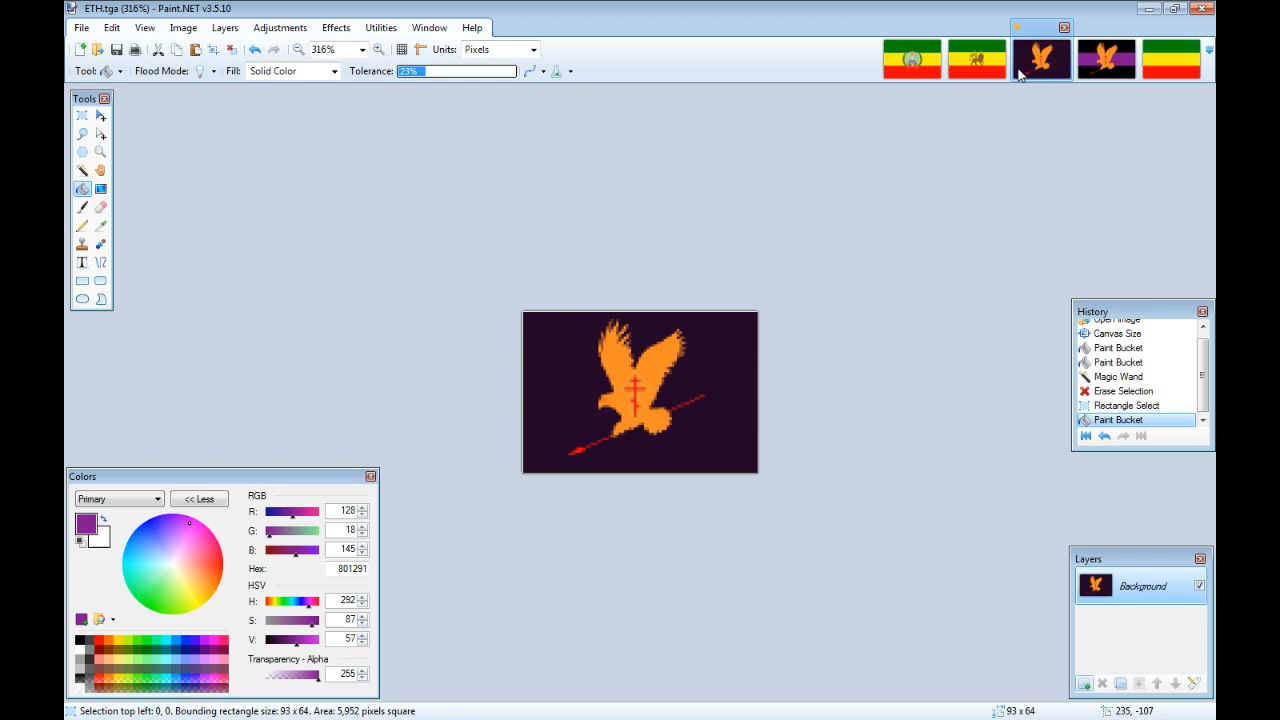 ETH.tga (316%) - Paint.NET v3.5.10
File Edit View Image Layers Adjustments Effects Utilities Window Help
316% Units: Pixels
Tool: Flood Mode: Fill: Solid Color Tolerance: 23%
Tools
History
Open Image
Canvas Size
Paint Bucket
Paint Bucket
Magic Wand
Erase Selection
Rectangle Select
Paint Bucket
Colors
Primary
<< Less
RGB
R: 128
G: 18
B: 145
Hex: 801291
HSV
H: 292
S: 87
V: 57
Transparency - Alpha
255
Layers
Background
Selection top left: 0, 0. Bounding rectangle size: 93 x 64. Area: 5,952 pixels square
93 x 64
235, -107